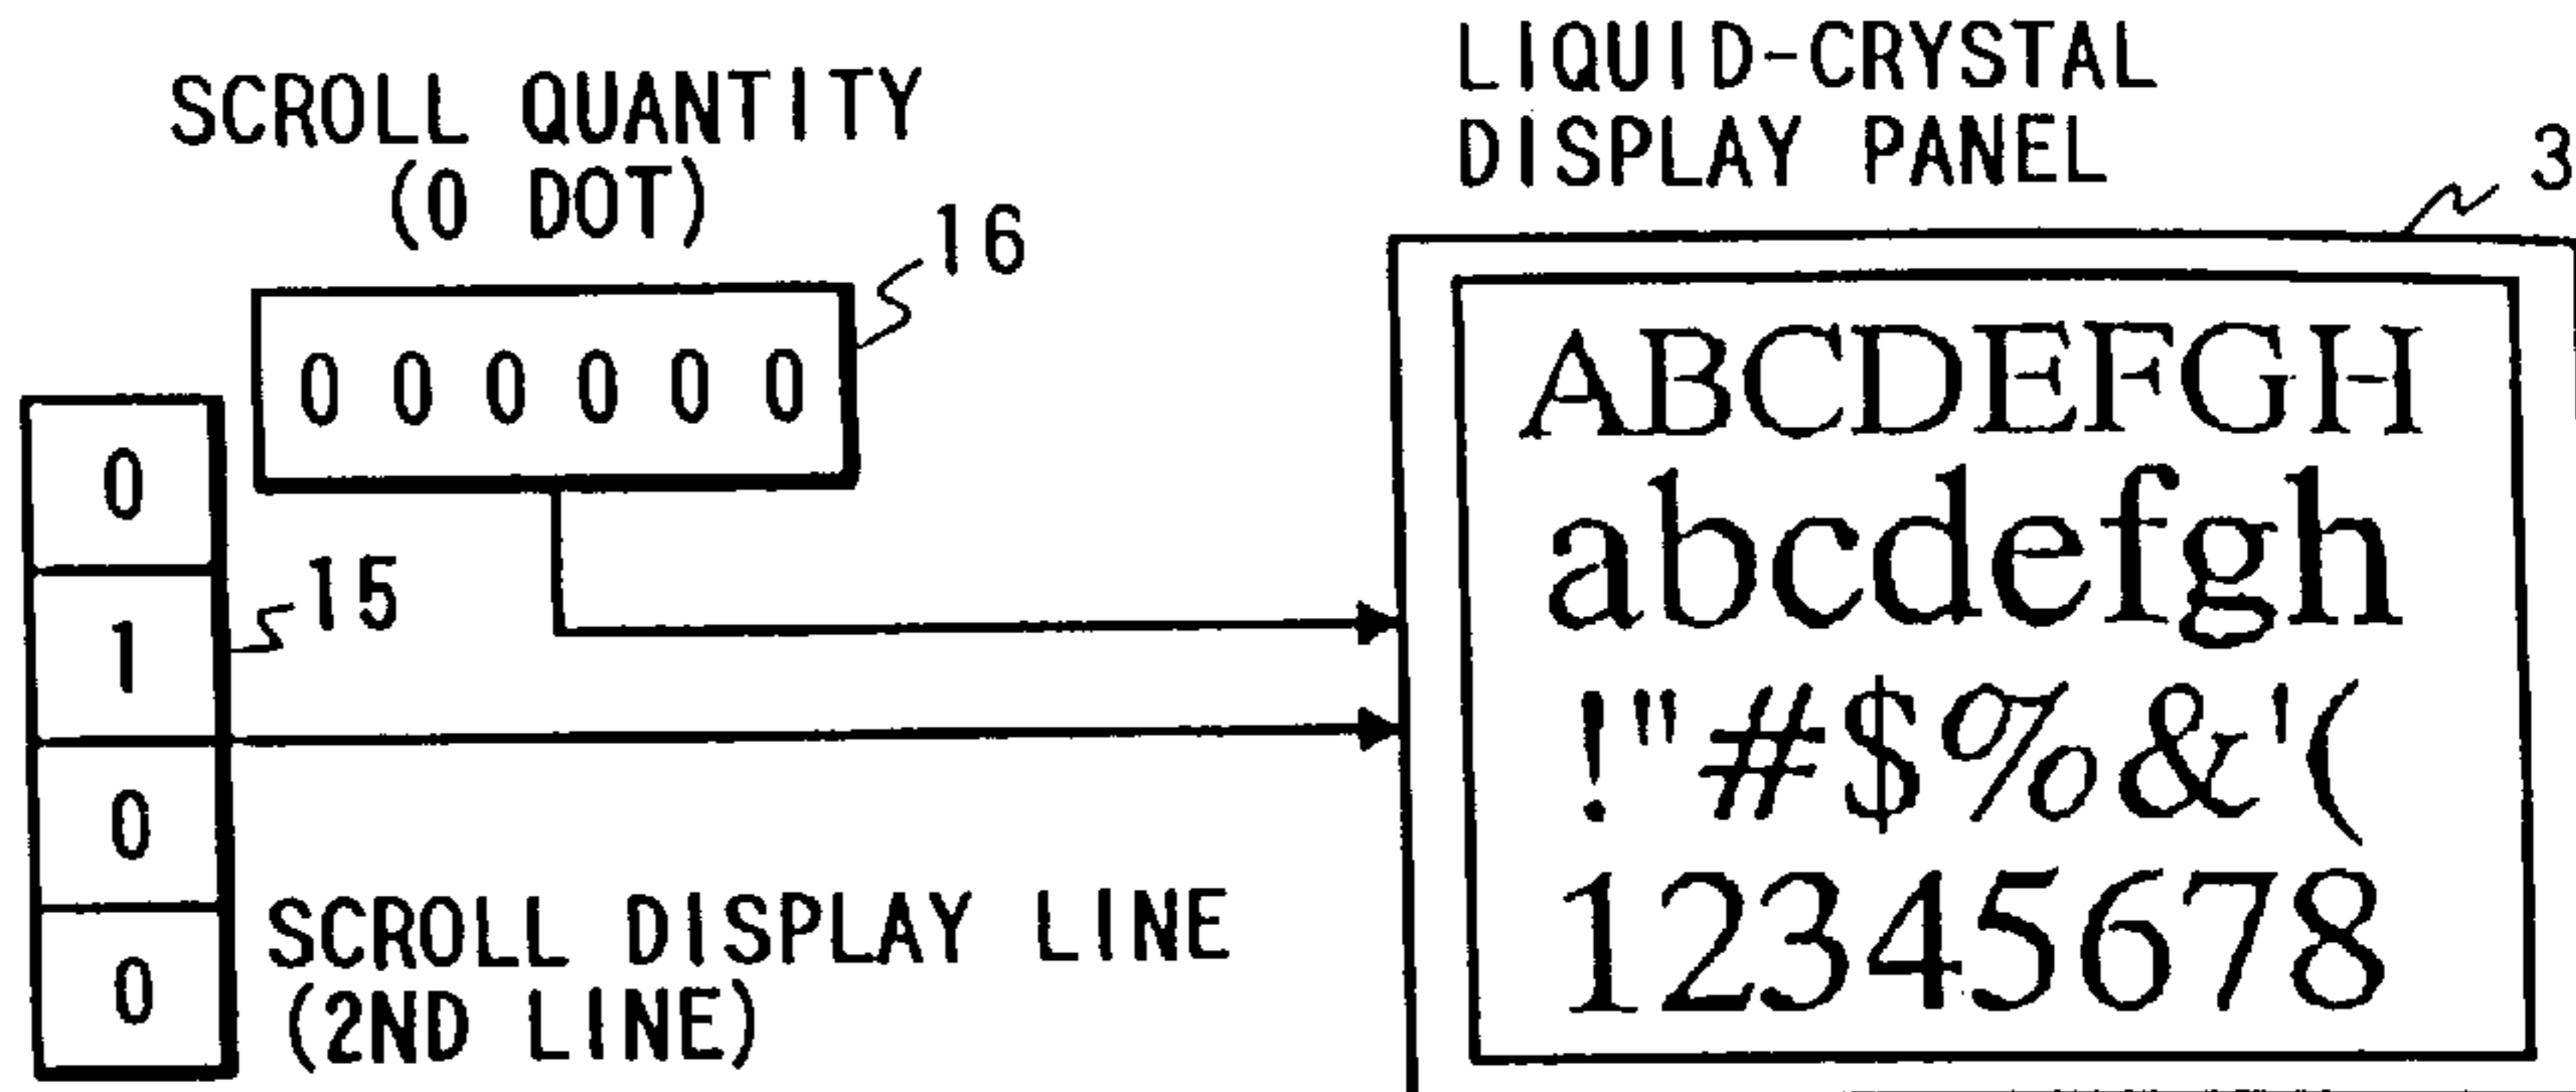 SCROLL QUANTITY
(0 DOT)
16
0 0 0 0 0 0
0
1
0
0
15
SCROLL DISPLAY LINE
(2ND LINE)
LIQUID-CRYSTAL
DISPLAY PANEL
3
ABCDEFGH
abcdefgh
!"#$%&'(
12345678